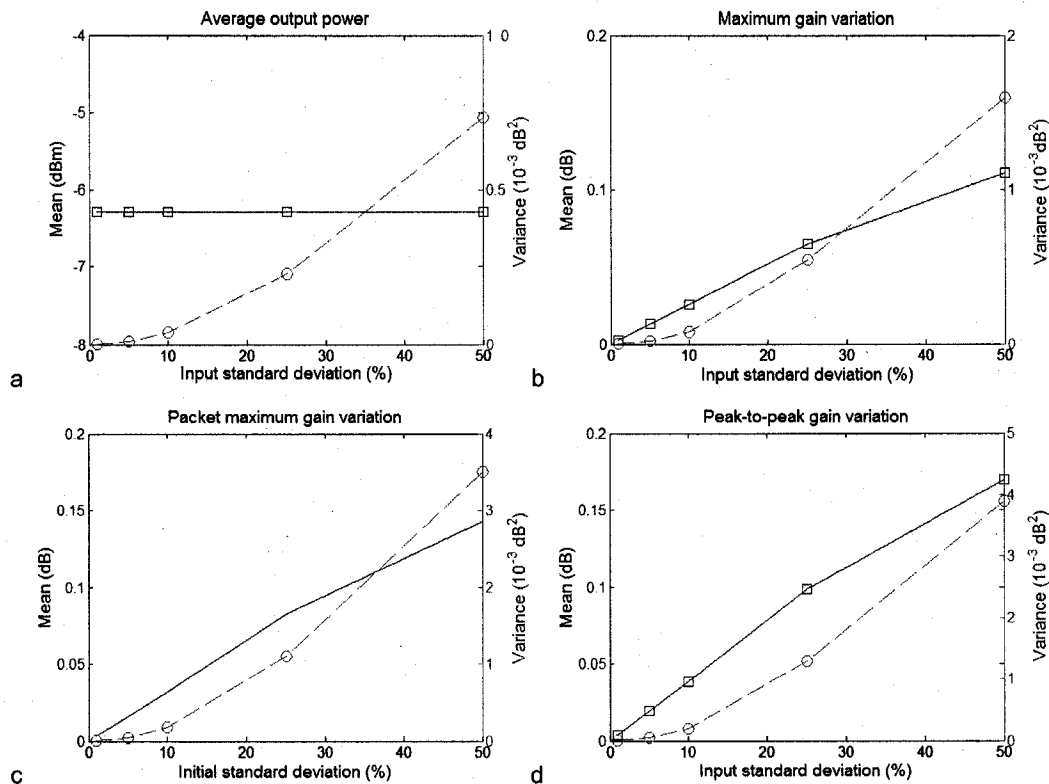 Average output power
-4
-5
-6
-7
-8
1 0
0.5
0
Mean (dBm)
Variance (10⁻³ dB²)
0
10
20
30
40
50
Input standard deviation (%)
a
Maximum gain variation
0.2
0.1
0
2
1
0
Mean (dB)
Variance (10⁻³dB²)
0
10
20
30
40
50
Input standard deviation (%)
b
Packet maximum gain variation
0.2
0.15
0.1
0.05
0
4
3
2
1
0
Mean (dB)
Variance (10⁻³ dB²)
0
10
20
30
40
50
Initial standard deviation (%)
c
Peak-to-peak gain variation
0.2
0.15
0.1
0.05
0
5
4
3
2
1
0
Mean (dB)
Variance (10⁻³ dB²)
0
10
20
30
40
50
Input standard deviation (%)
d